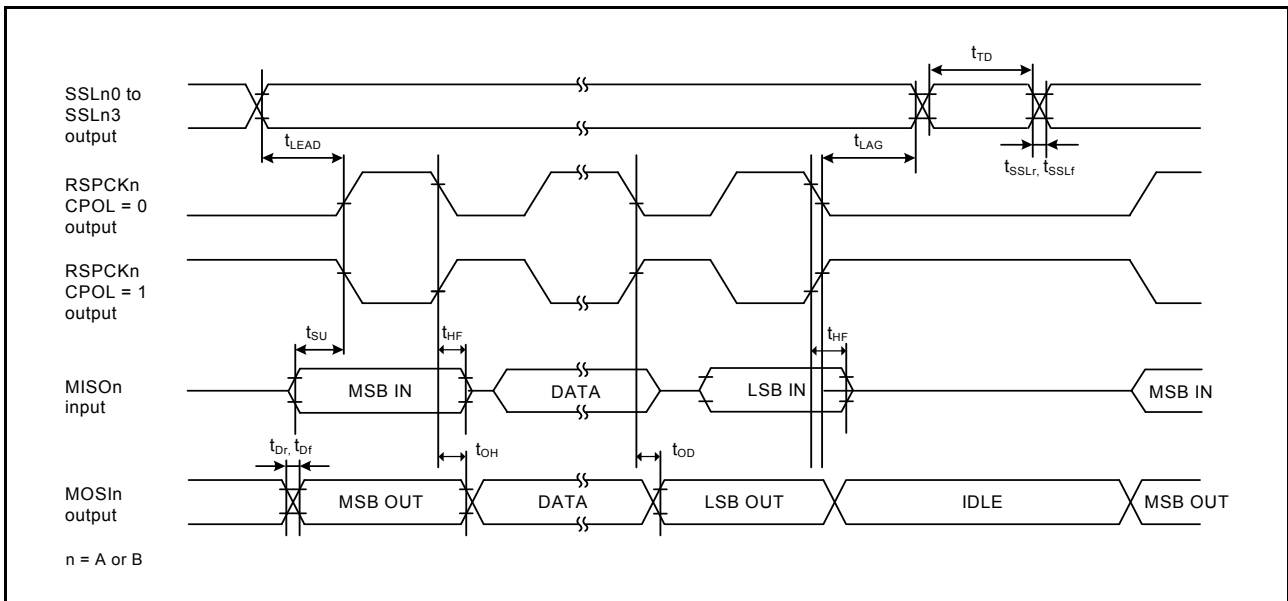 tTD
SSLn0 to
SSLn3
output
tLEAD
tLAG
tSSLr, tSSLf
RSPCKn
CPOL = 0
output
RSPCKn
CPOL = 1
output
tSU
tHF
tHF
MISOn
input
MSB IN
DATA
LSB IN
MSB IN
tDr, tDf
tOH
tOD
MOSIn
output
MSB OUT
DATA
LSB OUT
IDLE
MSB OUT
n = A or B